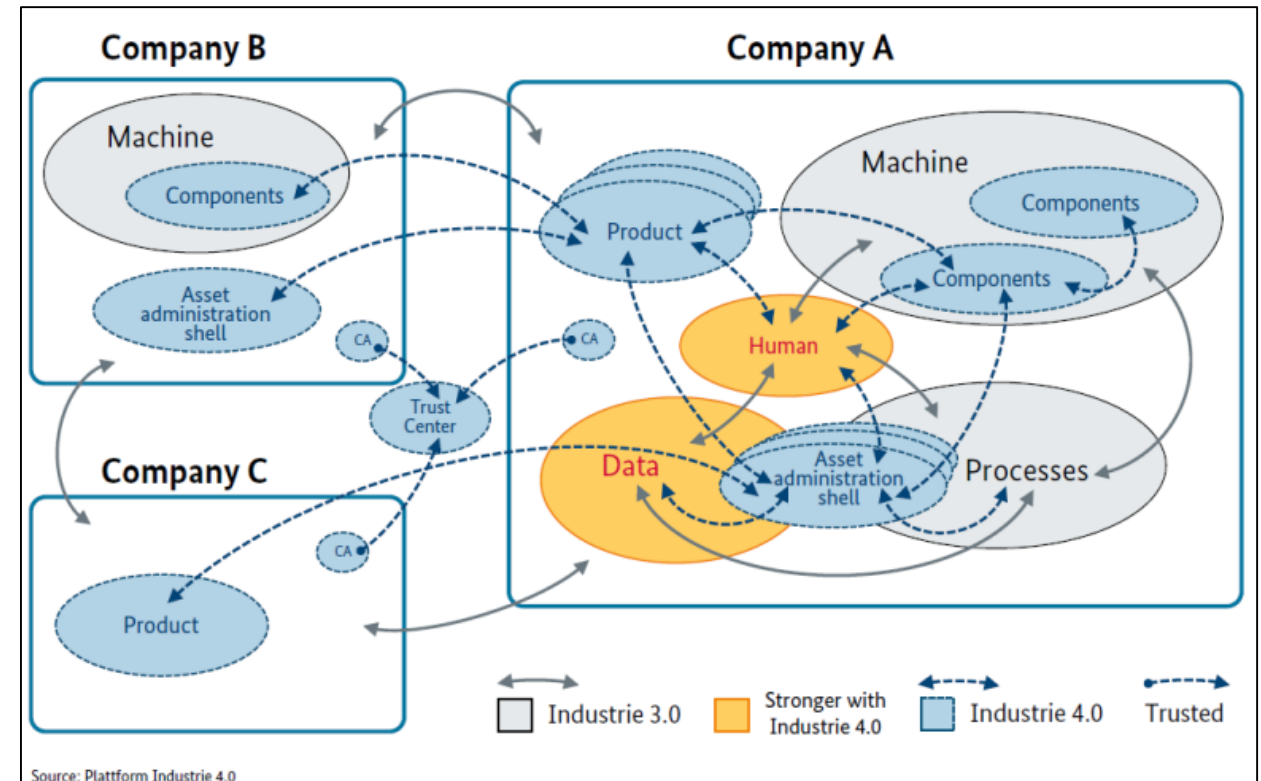 Company B
Company A
Machine
Components
Asset
administration
shell
CA
Product
Machine
Components
Components
CA
Human
Trust
Center
Data
Asset
administration
shell
Processes
Company C
CA
Product
Industrie 3.0
Stronger with
Industrie 4.0
Industrie 4.0
Trusted
Source: Plattform Industrie 4.0